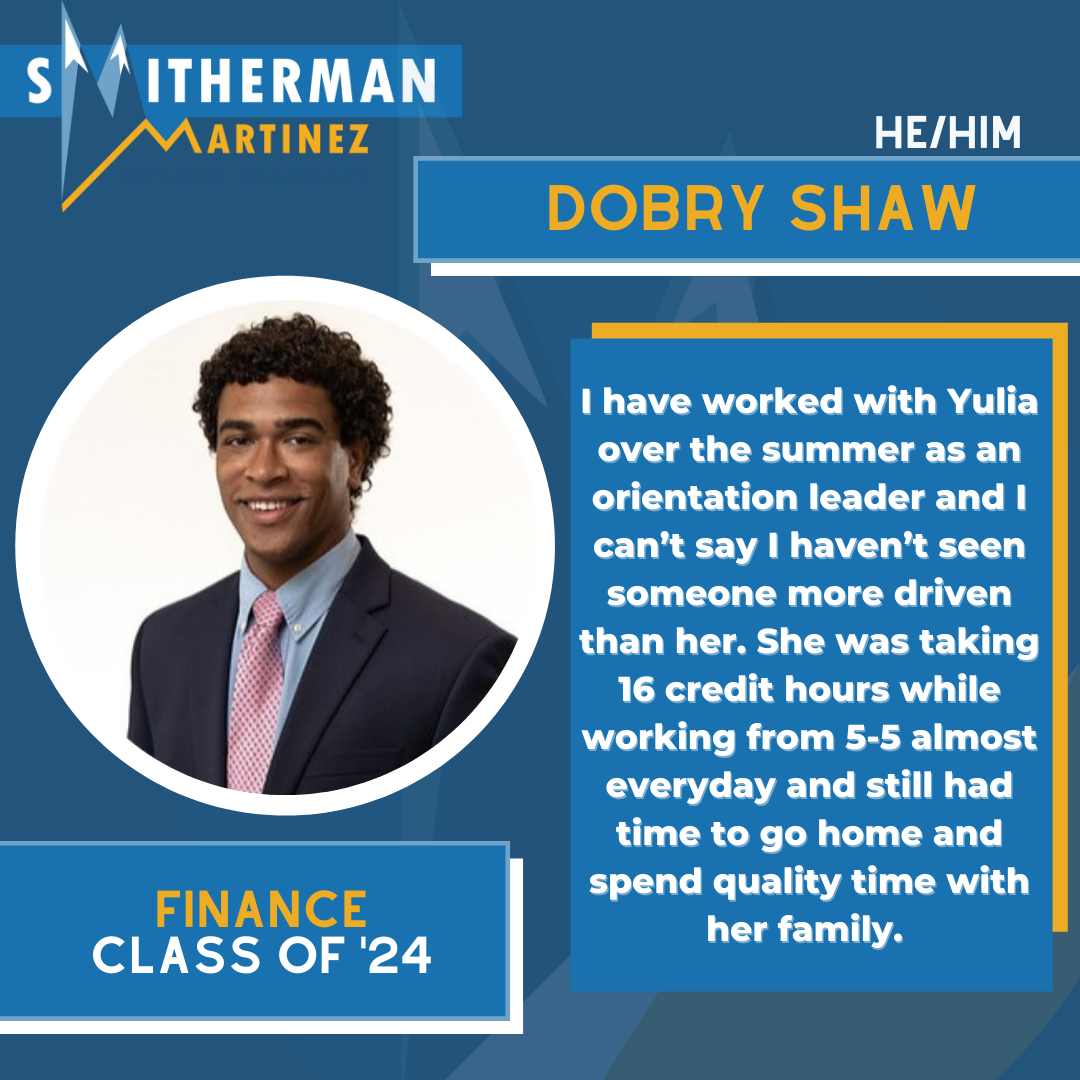 SMITHERMAN
MARTINEZ
HE/HIM
DOBRY SHAW
I have worked with Yulia
over the summer as an
orientation leader and I
can’t say I haven’t seen
someone more driven
than her. She was taking
16 credit hours while
working from 5-5 almost
everyday and still had
time to go home and
spend quality time with
her family.
FINANCE
CLASS OF '24